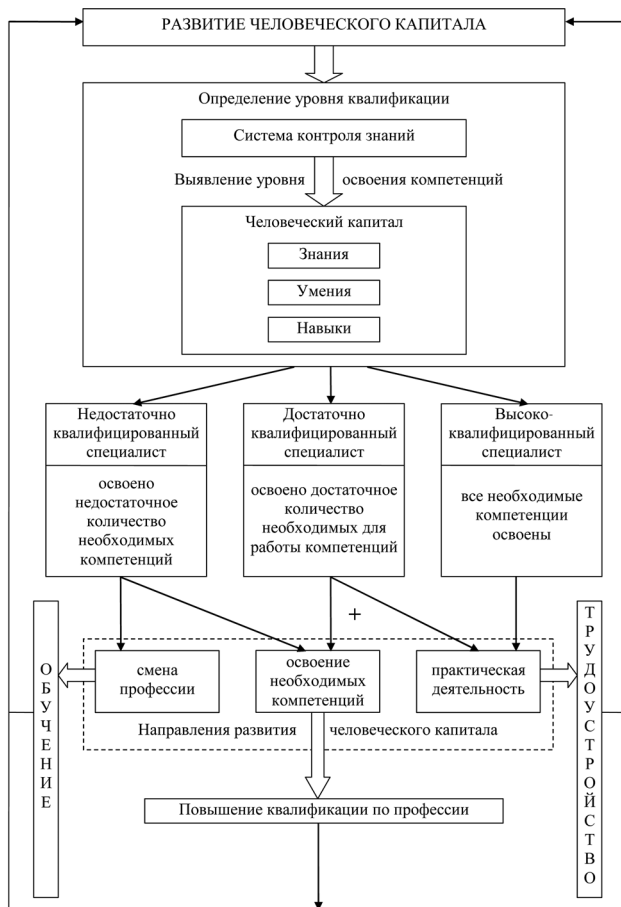 РАЗВИТИЕ ЧЕЛОВЕЧЕСКОГО КАПИТАЛА
Определение уровня квалификации
Система контроля знаний
Выявление уровня освоения компетенций
Человеческий капитал
Знания
Умения
Навыки
Недостаточно
квалифицированный
специалист
освоено
недостаточное
количество
необходимых
компетенций
Достаточно
квалифицированный
специалист
освоено достаточное
количество
необходимых для
работы компетенций
Высоко-
квалифицированный
специалист
все необходимые
компетенции
освоены
+
ОБУЧЕНИЕ
смена
профессии
освоение
необходимых
компетенций
практическая
деятельность
ТРУДОУСТРОЙСТВО
Направления развития человеческого капитала
Повышение квалификации по профессии